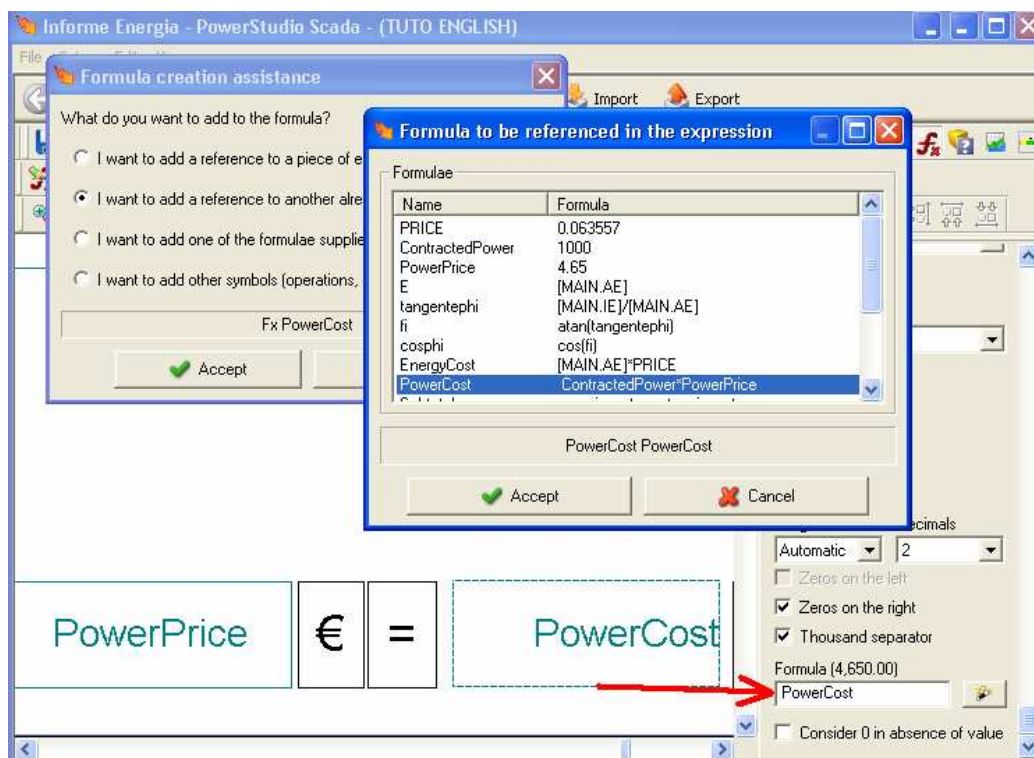 Informe Energia - PowerStudio Scada - (TUTO ENGLISH)
File
Formula creation assistance
Import Export
What do you want to add to the formula?
I want to add a reference to a piece of e
I want to add a reference to another alre
I want to add one of the formulae supplie
I want to add other symbols (operations,
Fx PowerCost
Accept
Formula to be referenced in the expression
Formulae
Name Formula
PRICE 0.063557
ContractedPower 1000
PowerPrice 4.65
E [MAIN.AE]
tangentephi [MAIN.IE]/[MAIN.AE]
fi atan(tangentephi)
cosphi cos(fi)
EnergyCost [MAIN.AE]*PRICE
PowerCost ContractedPower*PowerPrice
PowerCost PowerCost
Accept Cancel
ecimals
Automatic 2
Zeros on the left
Zeros on the right
Thousand separator
Formula (4,650.00)
PowerCost
Consider 0 in absence of value
PowerPrice € = PowerCost